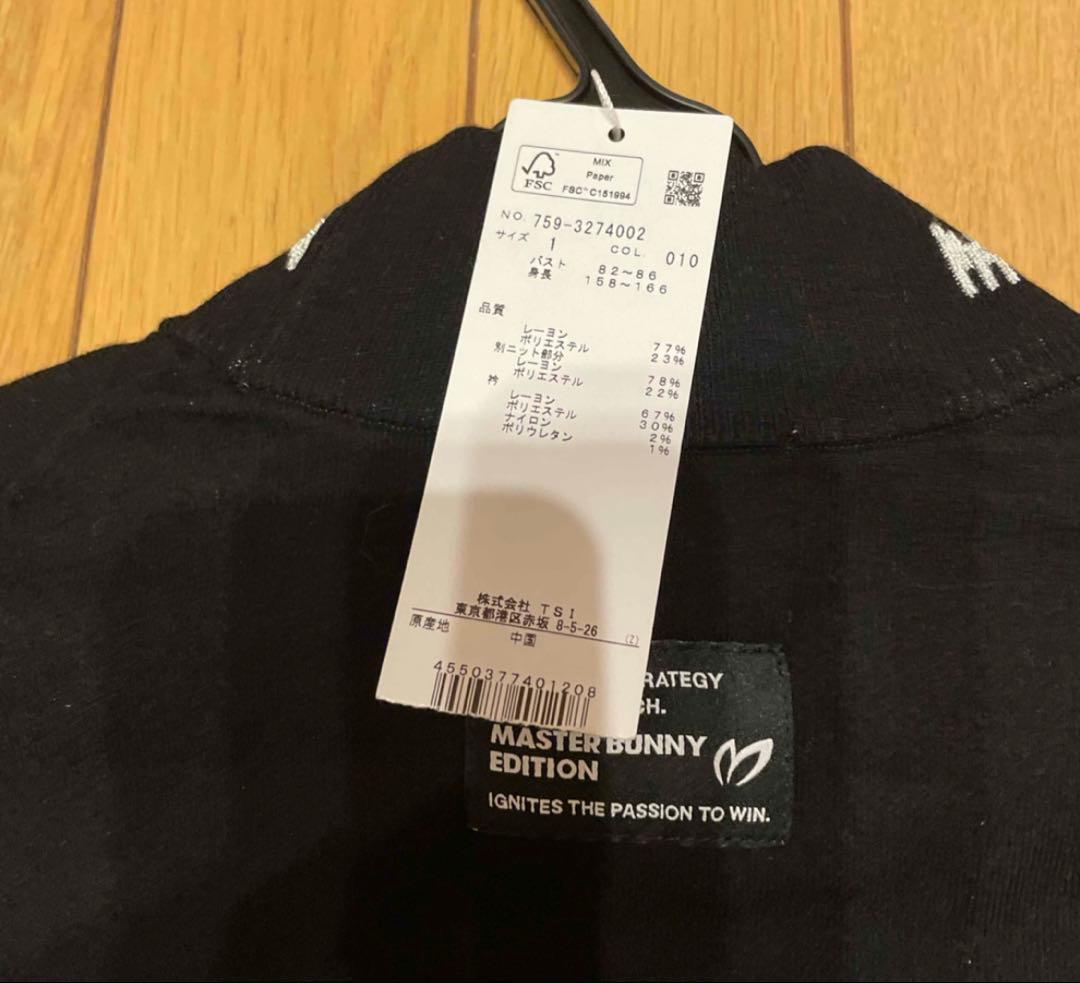 MIX
Paper
FSC
FSC™ C151994
NO. 759-3274002
サイズ 1 COL. 010
バスト 82～86
身長 158～166
品質
レーヨン 77%
ポリエステル 23%
別ニット部分
レーヨン 78%
ポリエステル 22%
衿
レーヨン 67%
ポリエステル 30%
ナイロン 2%
ポリウレタン 1%
株式会社 TSI
東京都港区赤坂 8-5-26
原産地 中国 (2)
4550377401208
RATEGY
CH.
MASTER BUNNY
EDITION
IGNITES THE PASSION TO WIN.
M